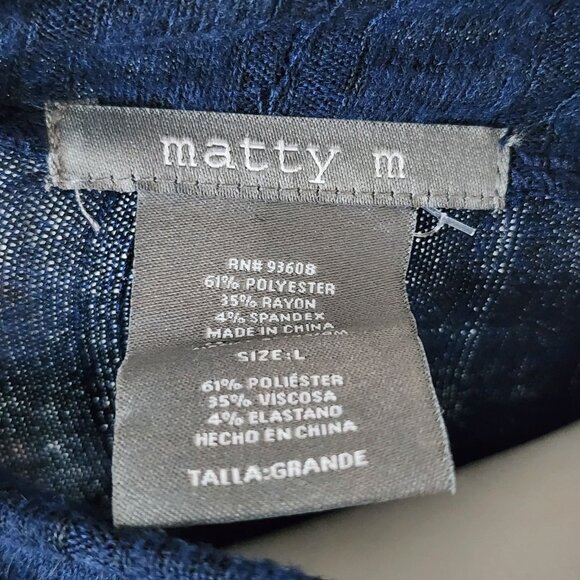 matty m
RN# 93608
61% POLYESTER
35% RAYON
4% SPANDEX
MADE IN CHINA
SIZE:L
61% POLIÉSTER
35% VISCOSA
4% ELASTANO
HECHO EN CHINA
TALLA:GRANDE